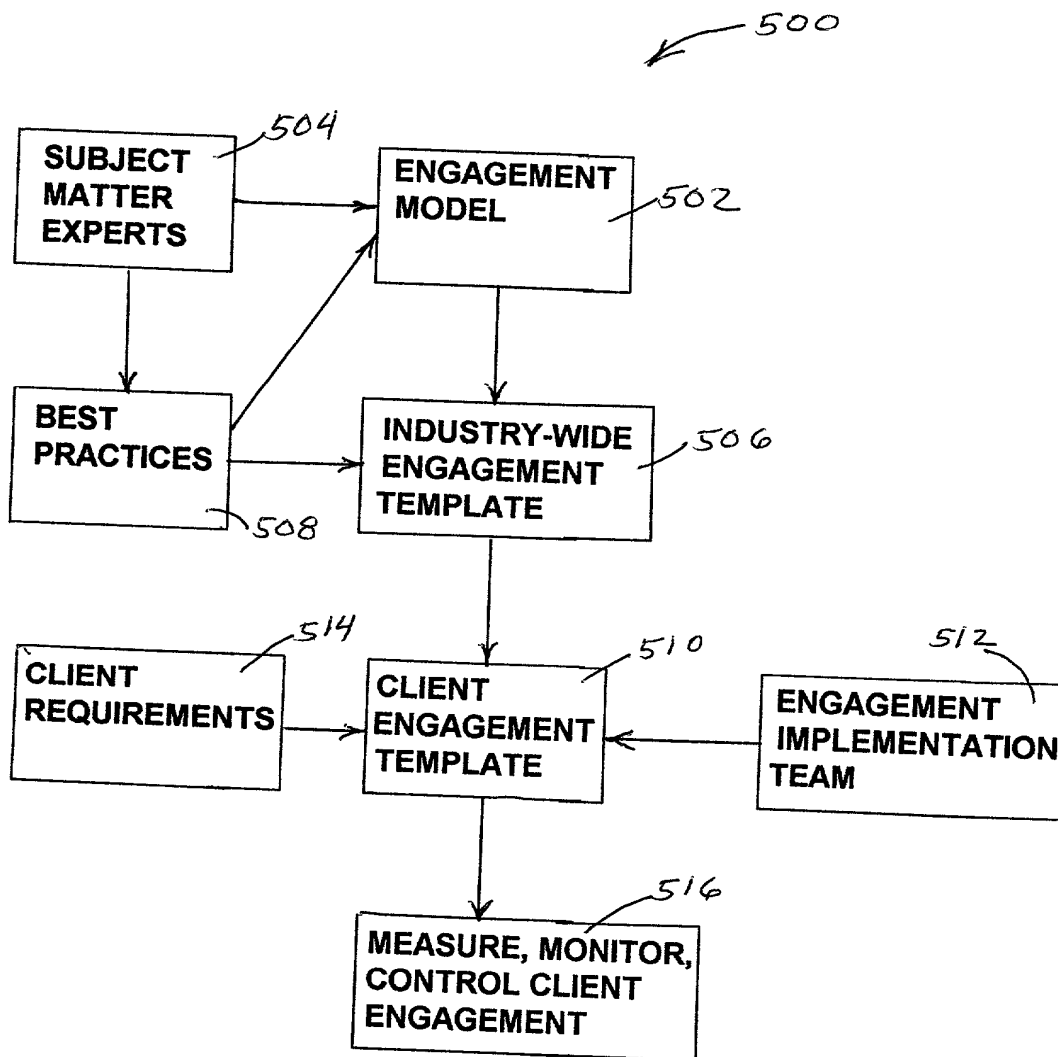 500
504
SUBJECT
MATTER
EXPERTS
ENGAGEMENT
MODEL
502
BEST
PRACTICES
508
INDUSTRY-WIDE
ENGAGEMENT
TEMPLATE
506
514
CLIENT
REQUIREMENTS
510
CLIENT
ENGAGEMENT
TEMPLATE
512
ENGAGEMENT
IMPLEMENTATION
TEAM
516
MEASURE, MONITOR,
CONTROL CLIENT
ENGAGEMENT